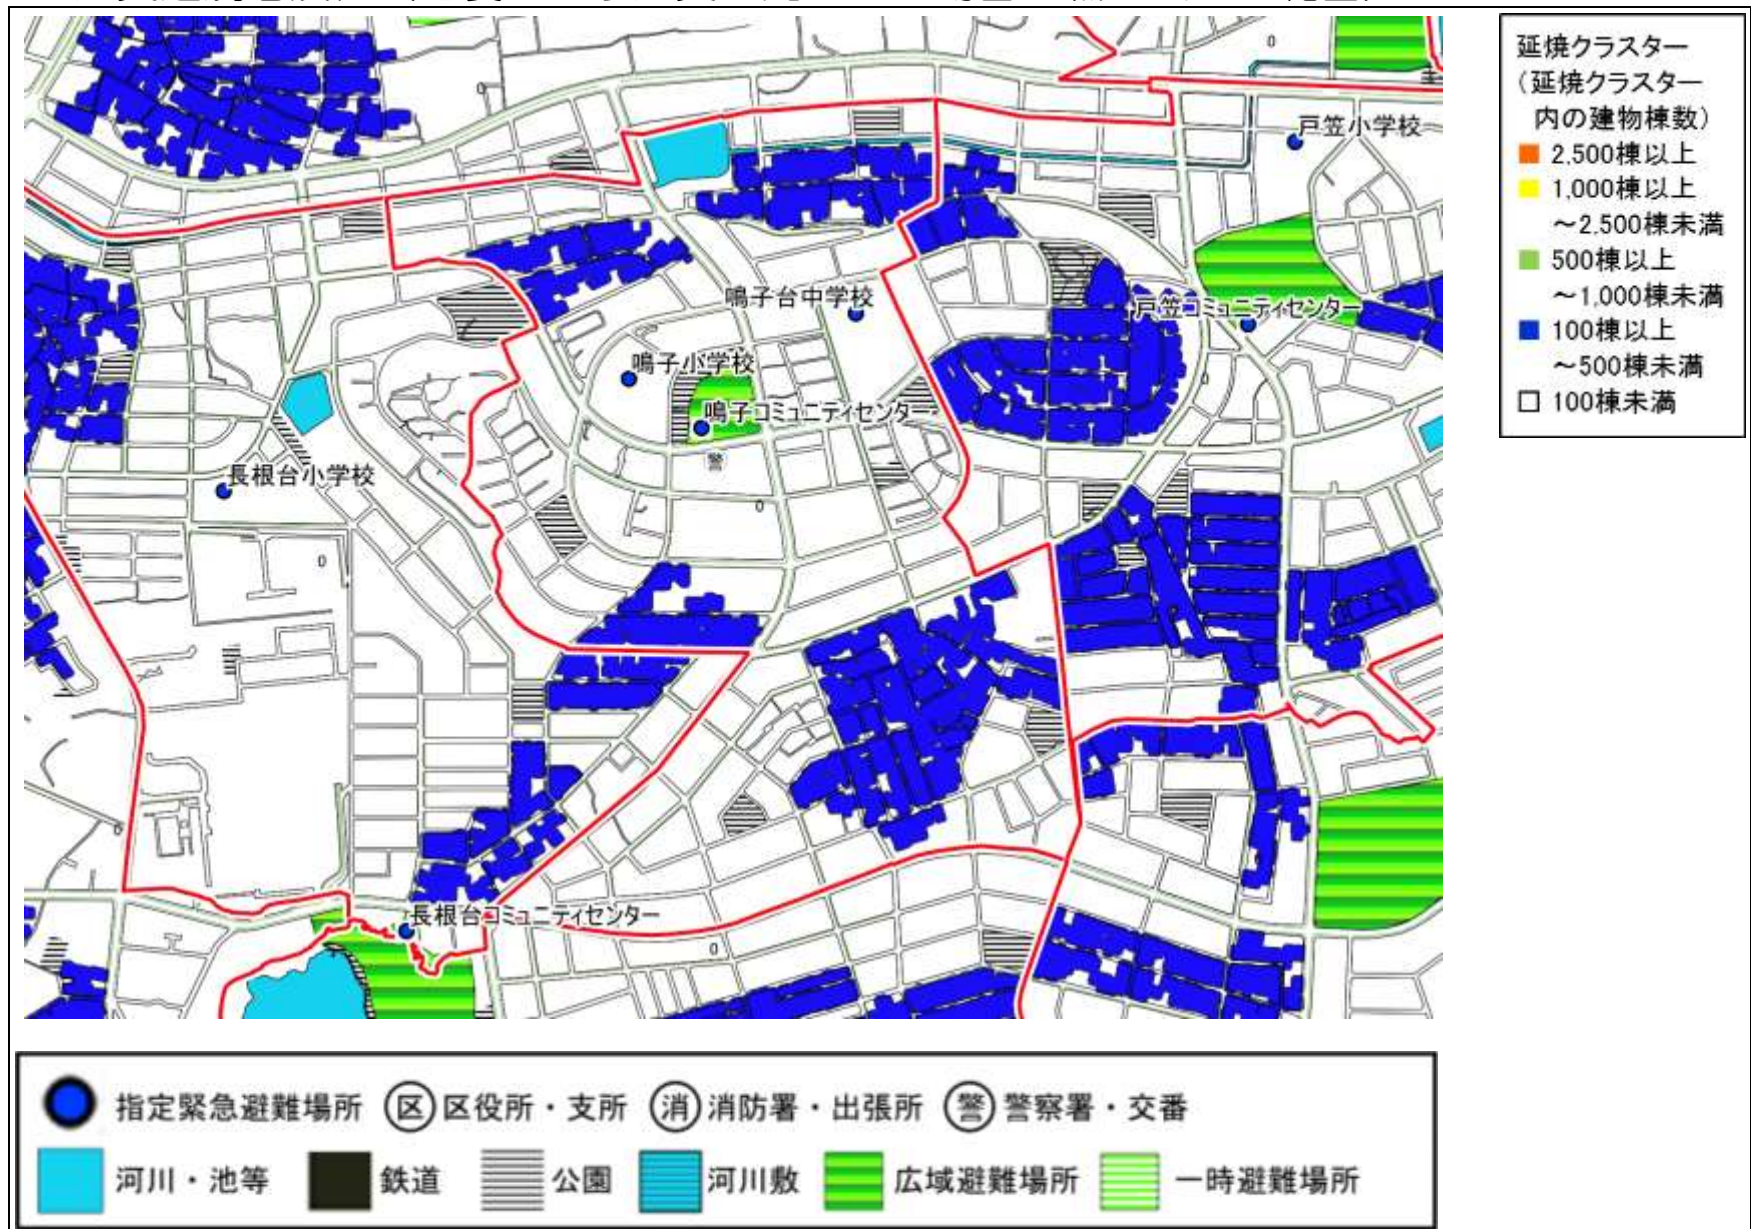 延焼クラスター
（延焼クラスター
内の建物棟数）
2,500棟以上
1,000棟以上
～2,500棟未満
500棟以上
～1,000棟未満
100棟以上
～500棟未満
100棟未満
戸笠小学校
鳴子台中学校
戸笠コミュニティセンター
鳴子小学校
鳴子コミュニティセンター
警
長根台小学校
長根台コミュニティセンター
指定緊急避難場所 区 区役所・支所 消 消防署・出張所 警 警察署・交番
河川・池等 鉄道 公園 河川敷 広域避難場所 一時避難場所